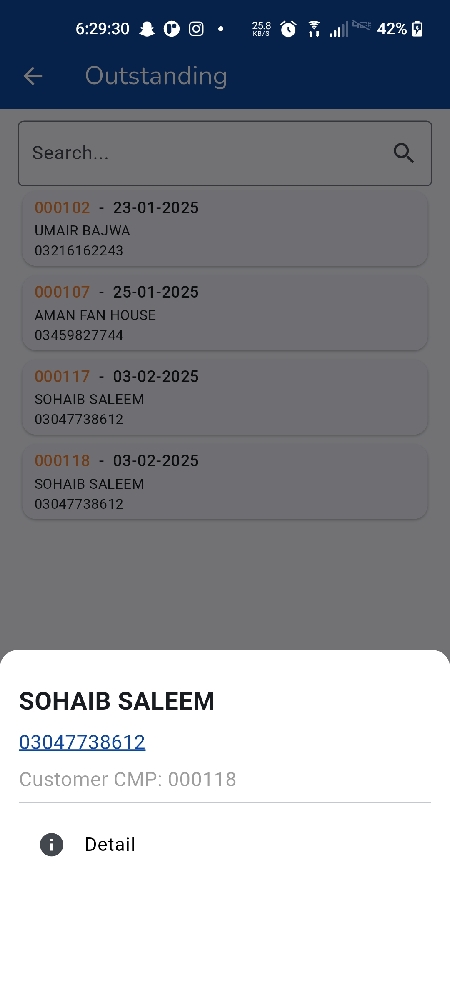 6:29:30
25.8
KB/S
42%
Outstanding
Search...
000102 - 23-01-2025
UMAIR BAJWA
03216162243
000107 - 25-01-2025
AMAN FAN HOUSE
03459827744
000117 - 03-02-2025
SOHAIB SALEEM
03047738612
000118 - 03-02-2025
SOHAIB SALEEM
03047738612
SOHAIB SALEEM
03047738612
Customer CMP: 000118
Detail